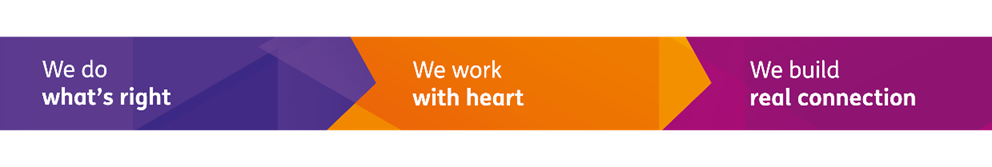 We do
what's right
We work
with heart
We build
real connection